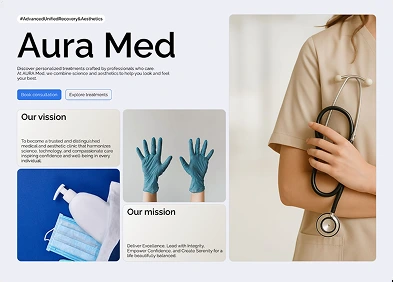 #AdvancedUnifiedRecovery&Aesthetics
Aura Med
Discover personalized treatments crafted by professionals who care.
At AURA Med, we combine science and aesthetics to help you look and feel
your best.
Book consultation
Explore treatments
Our vission
To become a trusted and distinguished
medical and aesthetic clinic that harmonizes
science, technology, and compassionate care
inspiring confidence and well-being in every
individual.
Our mission
Deliver Excellence, Lead with Integrity,
Empower Confidence, and Create Serenity for a
life beautifully balanced